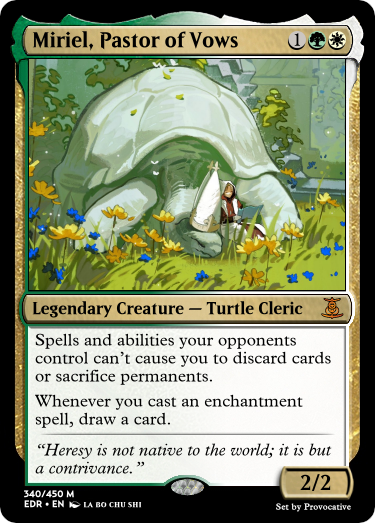 Miriel, Pastor of Vows 1
Legendary Creature — Turtle Cleric
Spells and abilities your opponents
control can't cause you to discard cards
or sacrifice permanents.
Whenever you cast an enchantment
spell, draw a card.
“Heresy is not native to the world; it is but
a contrivance.”
2/2
340/450 M
EDR • EN LA BO CHU SHI
Set by Provocative